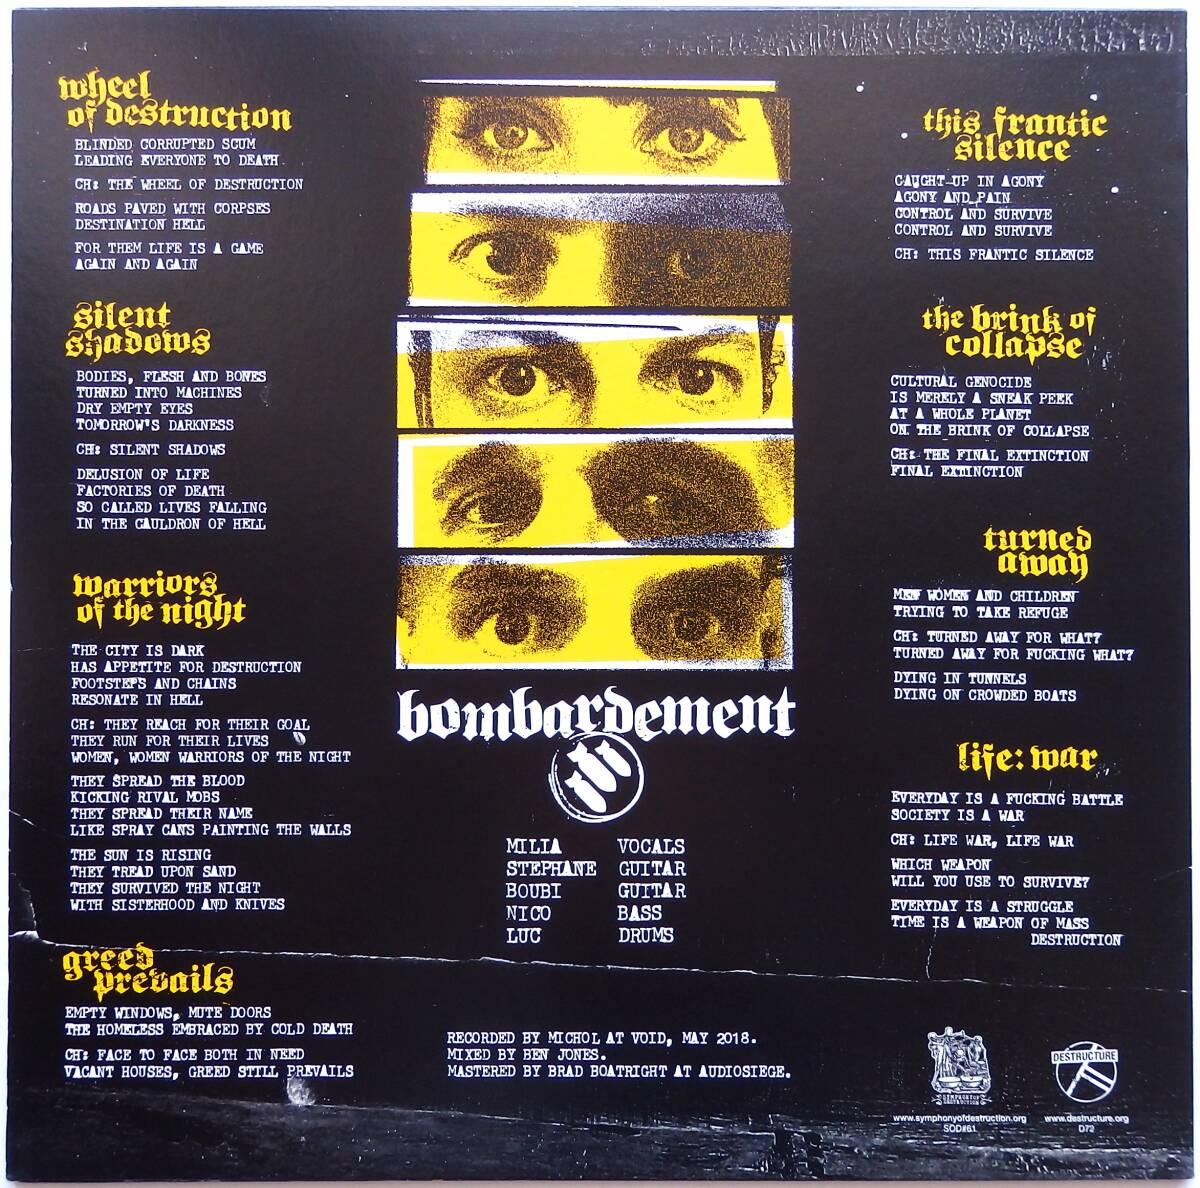 wheel
of destruction
BLINDED CORRUPTED SCUM
LEADING EVERYONE TO DEATH
CH: THE WHEEL OF DESTRUCTION
ROADS PAVED WITH CORPSES
DESTINATION HELL
FOR THEM LIFE IS A GAME
AGAIN AND AGAIN
silent
shadows
BODIES, FLESH AND BONES
TURNED INTO MACHINES
DRY EMPTY EYES
TOMORROW'S DARKNESS
CH: SILENT SHADOWS
DELUSION OF LIFE
FACTORIES OF DEATH
SO CALLED LIVES FALLING
IN THE CAULDRON OF HELL
warriors
of the night
THE CITY IS DARK
HAS APPETITE FOR DESTRUCTION
FOOTSTEPS AND CHAINS
RESONATE IN HELL
CH: THEY REACH FOR THEIR GOAL
THEY RUN FOR THEIR LIVES
WOMEN, WOMEN WARRIORS OF THE NIGHT
THEY SPREAD THE BLOOD
KICKING RIVAL MOBS
THEY SPREAD THEIR NAME
LIKE SPRAY CANS PAINTING THE WALLS
THE SUN IS RISING
THEY TREAD UPON SAND
THEY SURVIVED THE NIGHT
WITH SISTERHOOD AND KNIVES
greed
prevails
EMPTY WINDOWS, MUTE DOORS
THE HOMELESS EMBRACED BY COLD DEATH
CH: FACE TO FACE BOTH IN NEED
VACANT HOUSES, GREED STILL PREVAILS
bombardement
MILIA VOCALS
STEPHANE GUITAR
BOUBI GUITAR
NICO BASS
LUC DRUMS
RECORDED BY MICHOL AT VOID, MAY 2018.
MIXED BY BEN JONES.
MASTERED BY BRAD BOATRIGHT AT AUDIOSIEGE.
this frantic
silence
CAUGHT UP IN AGONY
AGONY AND PAIN
CONTROL AND SURVIVE
CONTROL AND SURVIVE
CH: THIS FRANTIC SILENCE
the brink of
collapse
CULTURAL GENOCIDE
IS MERELY A SNEAK PEEK
AT A WHOLE PLANET
ON THE BRINK OF COLLAPSE
CH: THE FINAL EXTINCTION
FINAL EXTINCTION
turned
away
MEN WOMEN AND CHILDREN
TRYING TO TAKE REFUGE
CH: TURNED AWAY FOR WHAT?
TURNED AWAY FOR FUCKING WHAT?
DYING IN TUNNELS
DYING ON CROWDED BOATS
life: war
EVERYDAY IS A FUCKING BATTLE
SOCIETY IS A WAR
CH: LIFE WAR, LIFE WAR
WHICH WEAPON
WILL YOU USE TO SURVIVE?
EVERYDAY IS A STRUGGLE
TIME IS A WEAPON OF MASS
DESTRUCTION
SYMPHONY OF
DESTRUCTION
www.symphonyofdestruction.org
SOD#61
DESTRUCTURE
www.destructure.org
D72